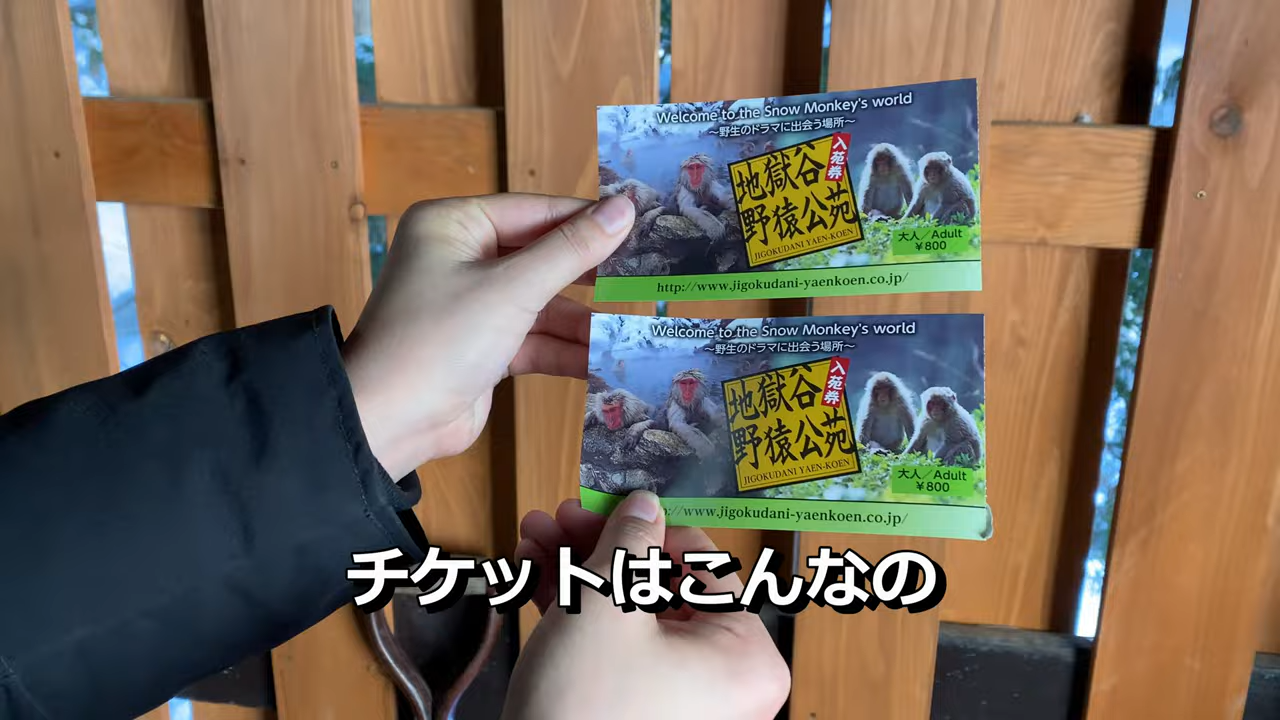 Welcome to the Snow Monkey's world
～野生のドラマに出会う場所～
入苑券
地獄谷
野猿公苑
JIGOKUDANI YAEN-KOEN
大人／Adult
￥800
http://www.jigokudani-yaenkoen.co.jp/
Welcome to the Snow Monkey's world
～野生のドラマに出会う場所～
入苑券
地獄谷
野猿公苑
JIGOKUDANI YAEN-KOEN
大人／Adult
￥800
://www.jigokudani-yaenkoen.co.jp/
チケットはこんなの